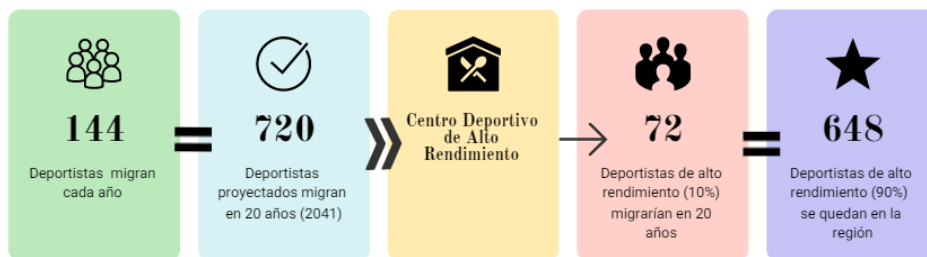 144
Deportistas migran
cada año
=
720
Deportistas
proyectados migran
en 20 años (2041)
Centro Deportivo
de Alto
Rendimiento
72
Deportistas de alto
rendimiento (10%)
migrarían en 20
años
=
648
Deportistas de alto
rendimiento (90%)
se quedan en la
región